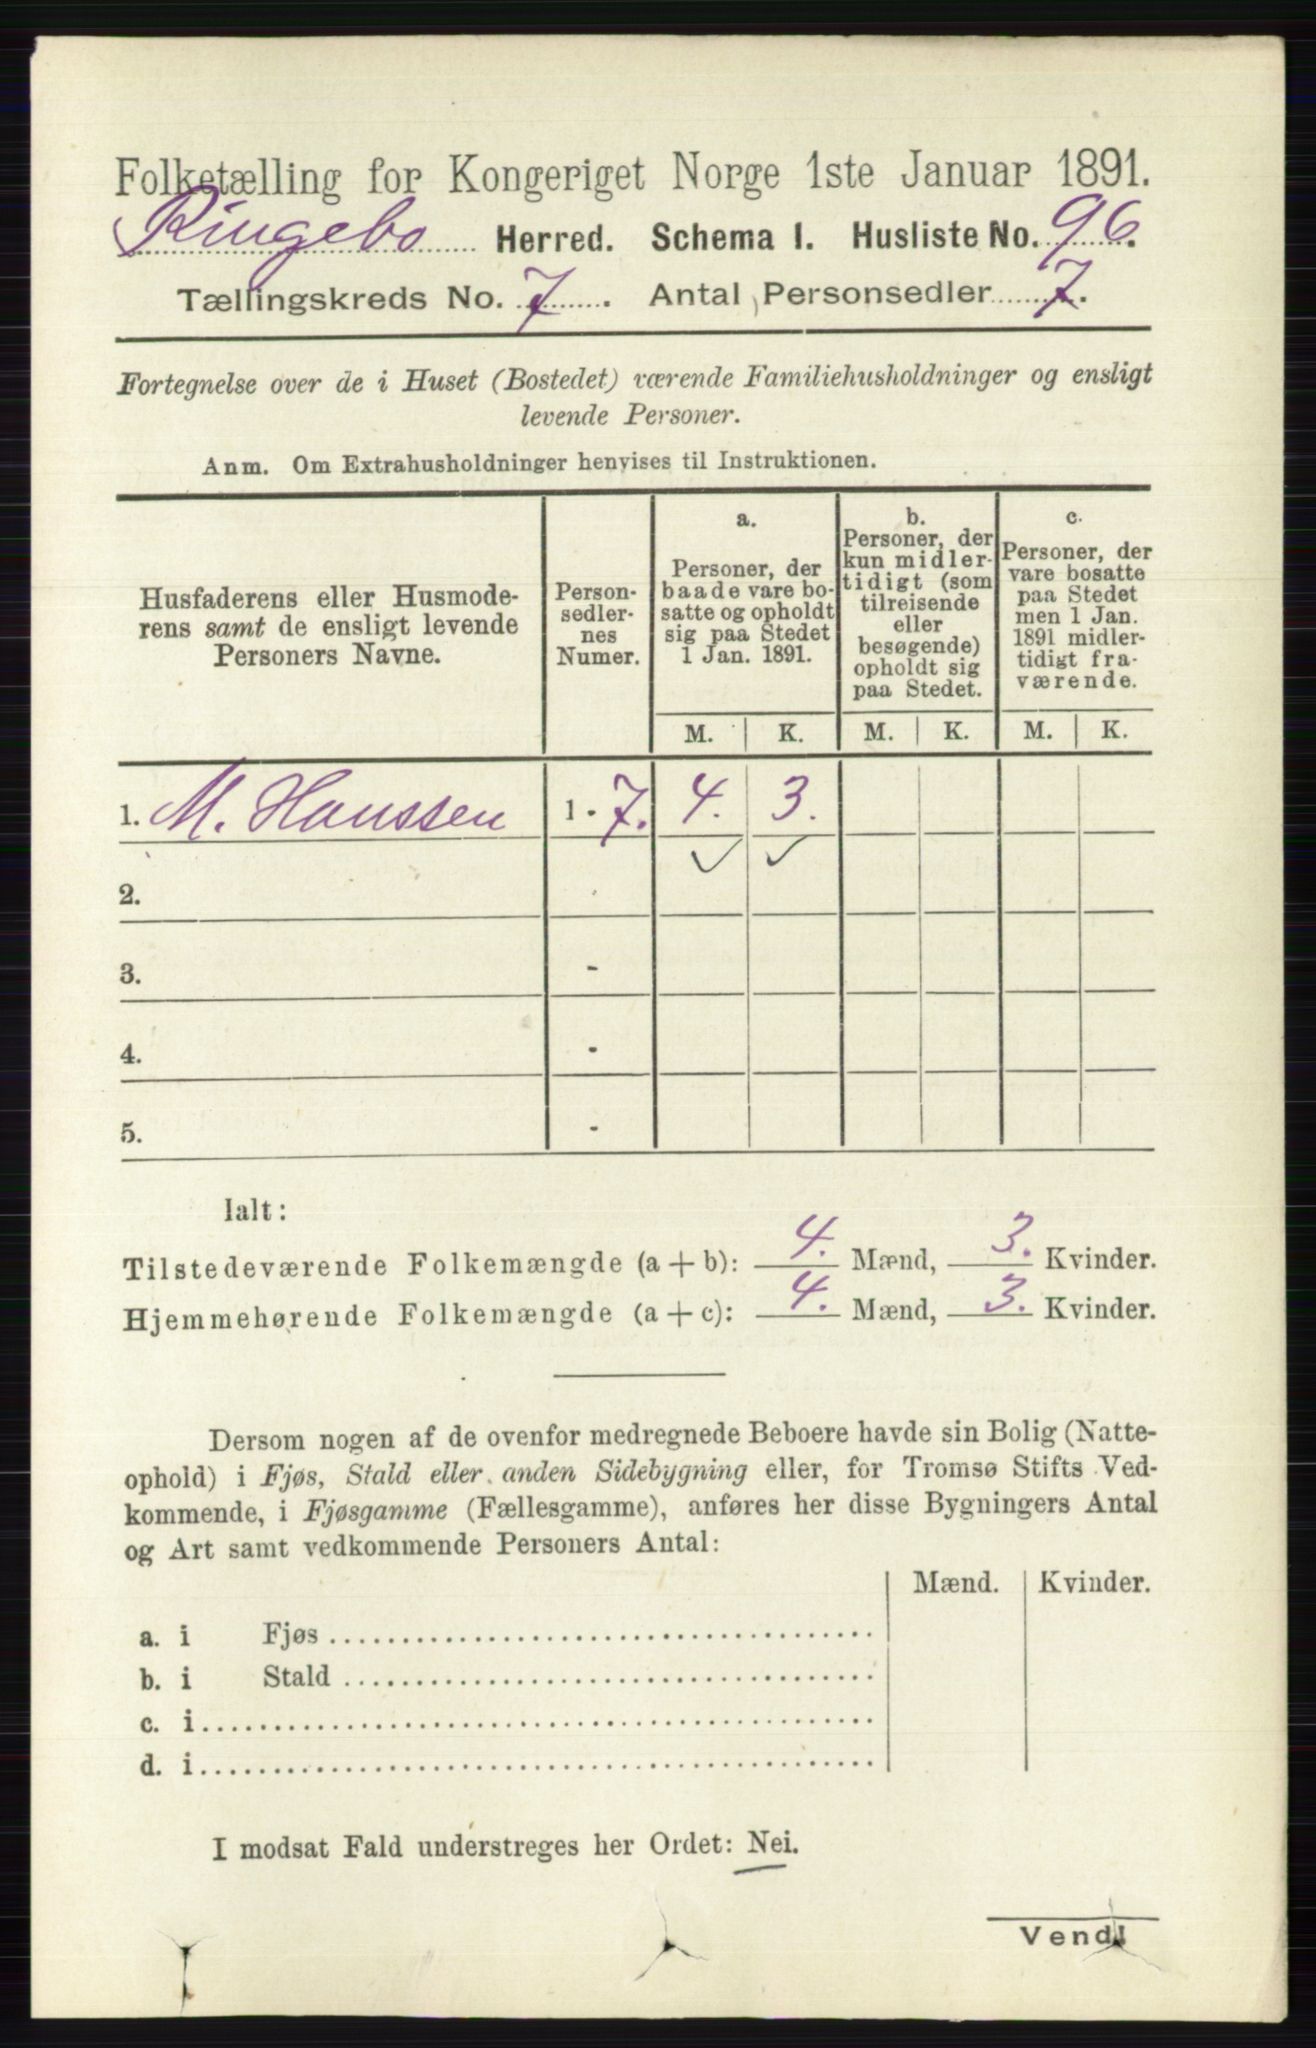 Folketælling for Kongeriget Norge 1ste Januar 1891.
Ringebo Herred. Schema I. Husliste No. 96.
Tællingskreds No. 7. Antal Personsedler 7.
Fortegnelse over de i Huset (Bostedet) værende Familiehusholdninger og ensligt
levende Personer.
Anm. Om Extrahusholdninger henvises til Instruktionen.
Husfaderens eller Husmode-
rens samt de ensligt levende
Personers Navne.
Person-
sedler-
nes
Numer.
a.
Personer, der
baade vare bo-
satte og opholdt
sig paa Stedet
1 Jan. 1891.
b.
Personer, der
kun midler-
tidigt (som
tilreisende
eller
besøgende)
opholdt sig
paa Stedet.
c.
Personer, der
vare bosatte
paa Stedet
men 1 Jan.
1891 midler-
tidigt fra-
værende.
M. K. M. K. M. K.
1. M. Hanssen 1 - 7. 4. 3.
✓ ✓
2.
3. -
4. -
5. -
Ialt:
Tilstedeværende Folkemængde (a + b): 4. Mænd, 3. Kvinder.
Hjemmehørende Folkemængde (a + c): 4. Mænd, 3. Kvinder.
Dersom nogen af de ovenfor medregnede Beboere havde sin Bolig (Natte-
ophold) i Fjøs, Stald eller anden Sidebygning eller, for Tromsø Stifts Ved-
kommende, i Fjøsgamme (Fællesgamme), anføres her disse Bygningers Antal
og Art samt vedkommende Personers Antal:
Mænd. Kvinder.
a. i Fjøs
b. i Stald
c. i
d. i
I modsat Fald understreges her Ordet: Nei.
Vend!